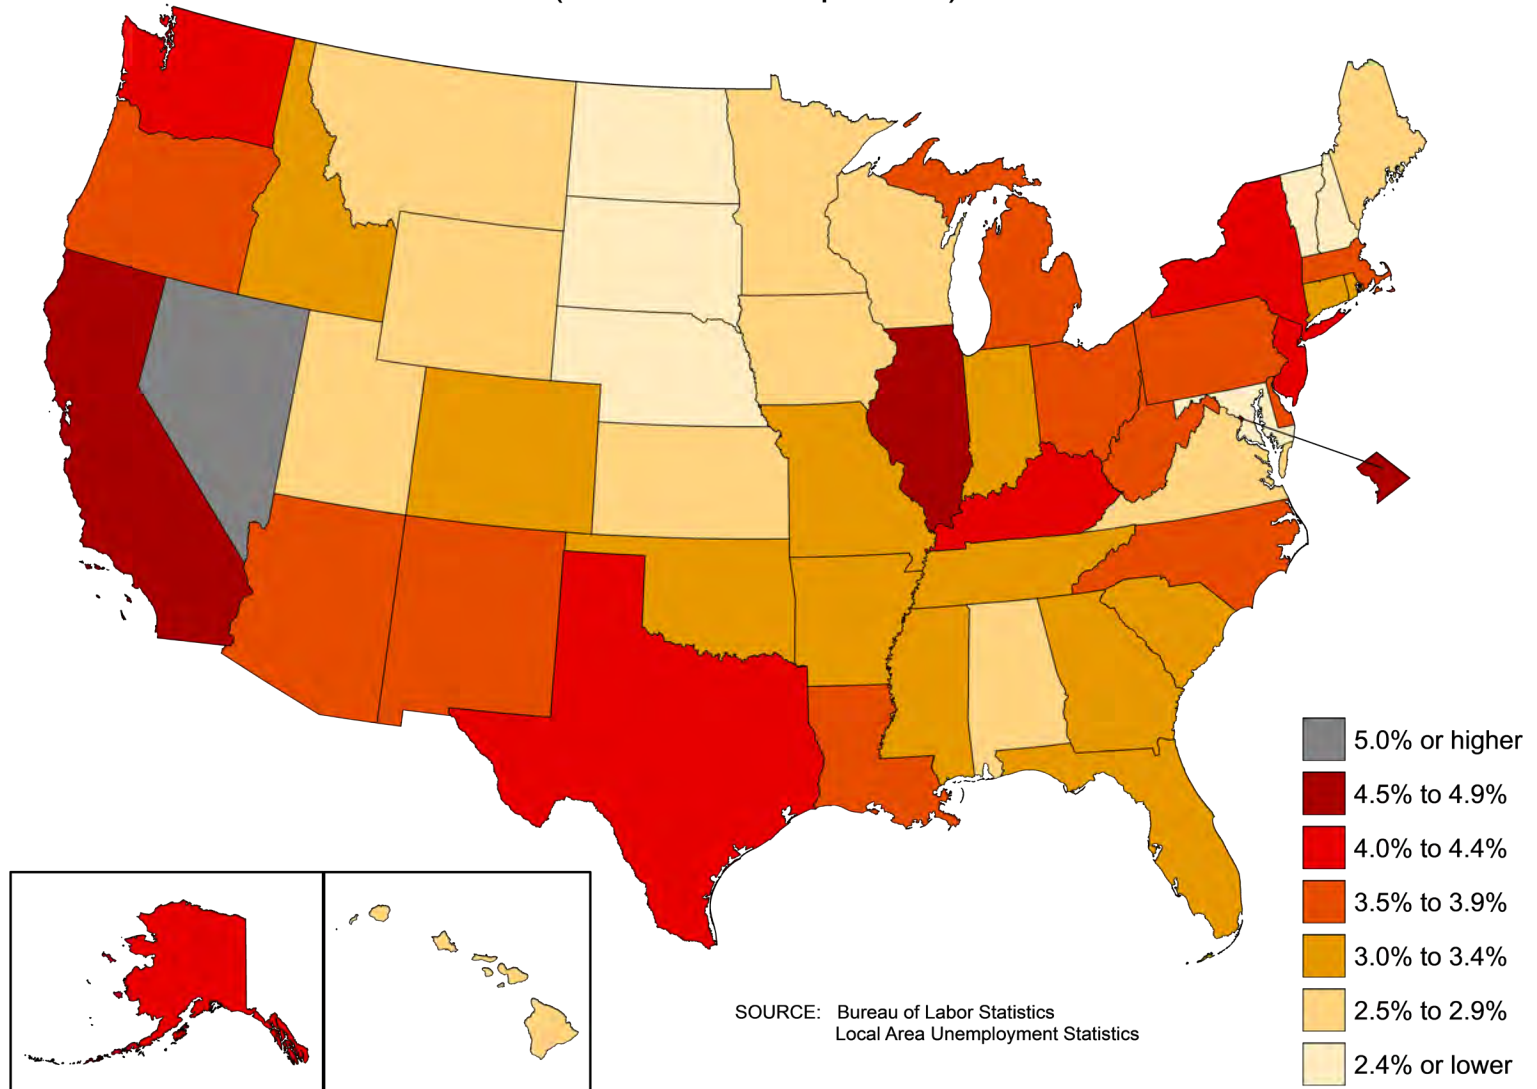 5.0% or higher
4.5% to 4.9%
4.0% to 4.4%
3.5% to 3.9%
3.0% to 3.4%
2.5% to 2.9%
2.4% or lower
SOURCE: Bureau of Labor Statistics
Local Area Unemployment Statistics